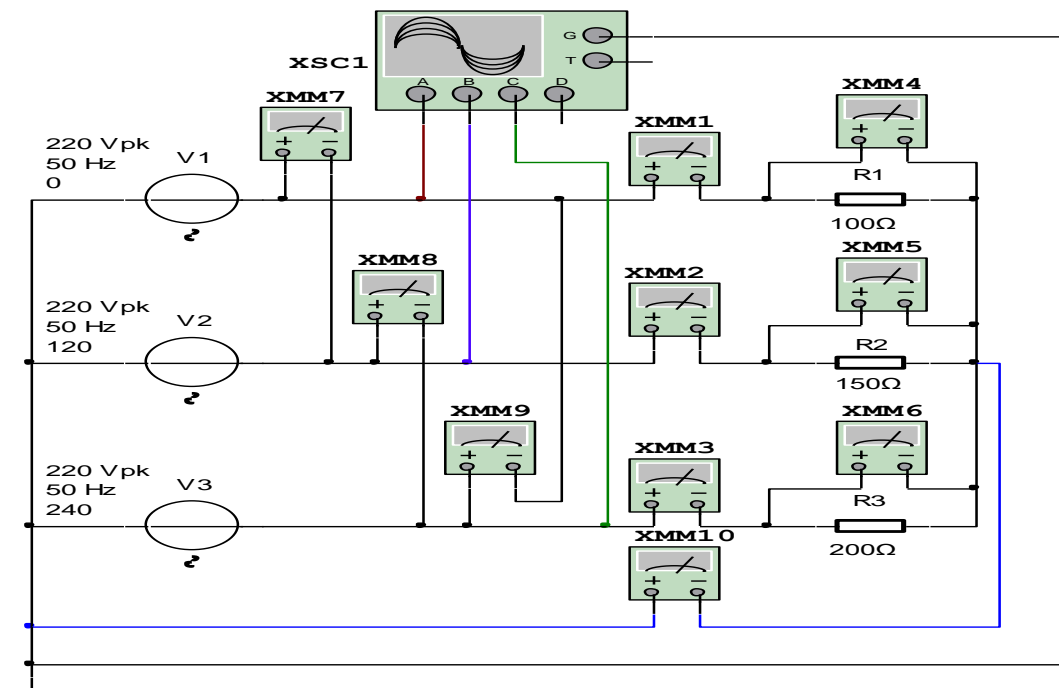 XSC1
G
T
A B C D
XMM7
XMM4
XMM1
220 Vpk
50 Hz
0
V1
+ −
+ −
+ −
R1
100Ω
XMM8
XMM5
XMM2
220 Vpk
50 Hz
120
V2
+ −
+ −
+ −
R2
150Ω
XMM9
XMM6
XMM3
220 Vpk
50 Hz
240
V3
+ −
+ −
+ −
R3
200Ω
XMM10
+ −